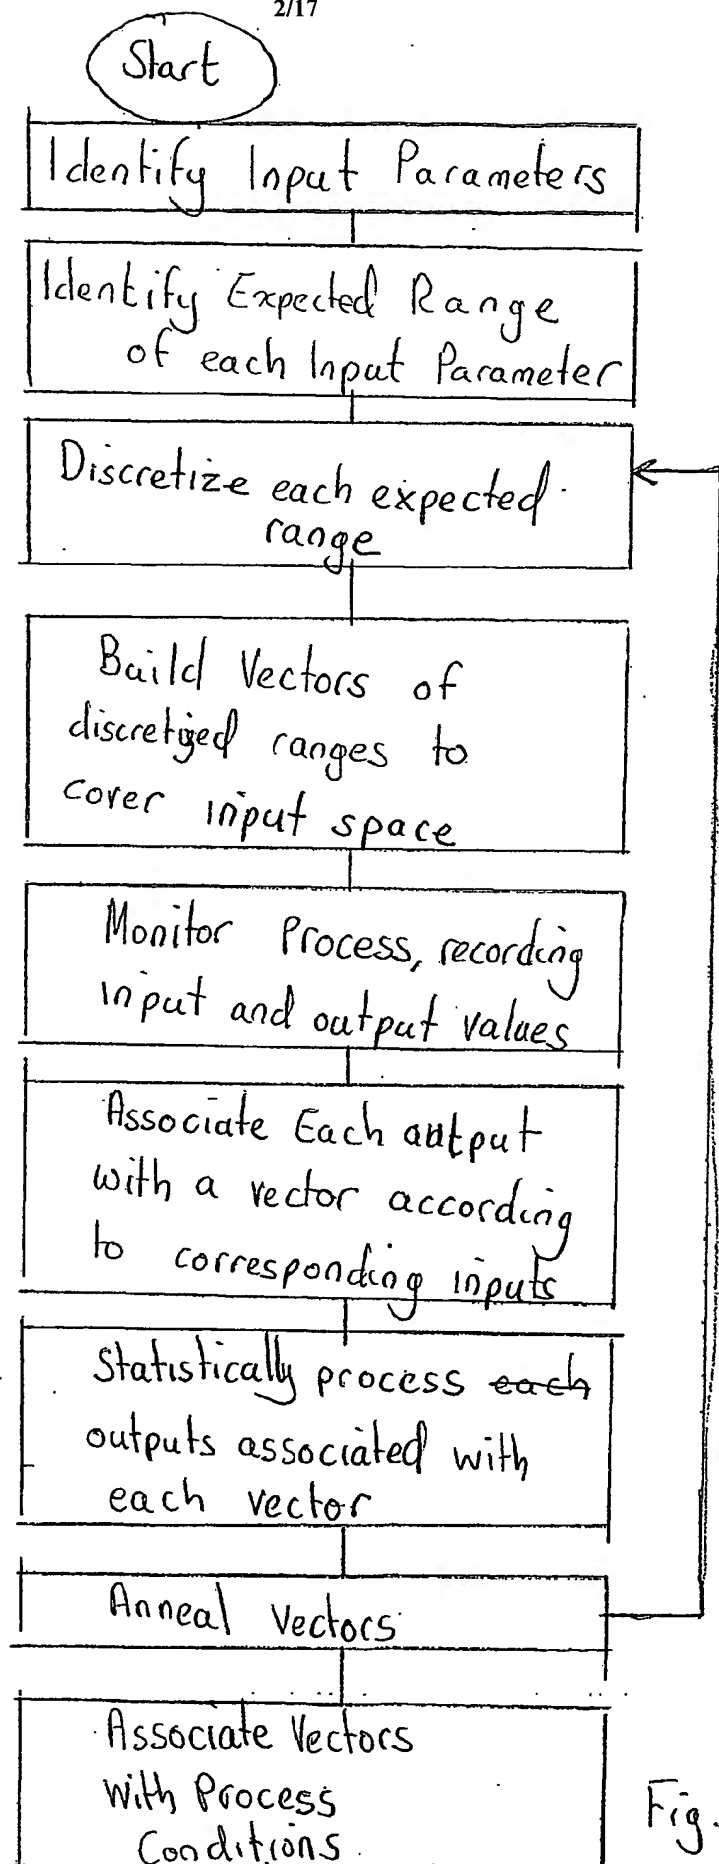 2/17
Start
Identify Input Parameters
Identify Expected Range
of each Input Parameter
Discretize each expected
range
Build Vectors of
discretized ranges to
cover input space
Monitor Process, recording
input and output values
Associate Each output
with a vector according
to corresponding inputs
Statistically process each
outputs associated with
each vector
Anneal Vectors
Associate Vectors
with Process
Conditions
Fig.